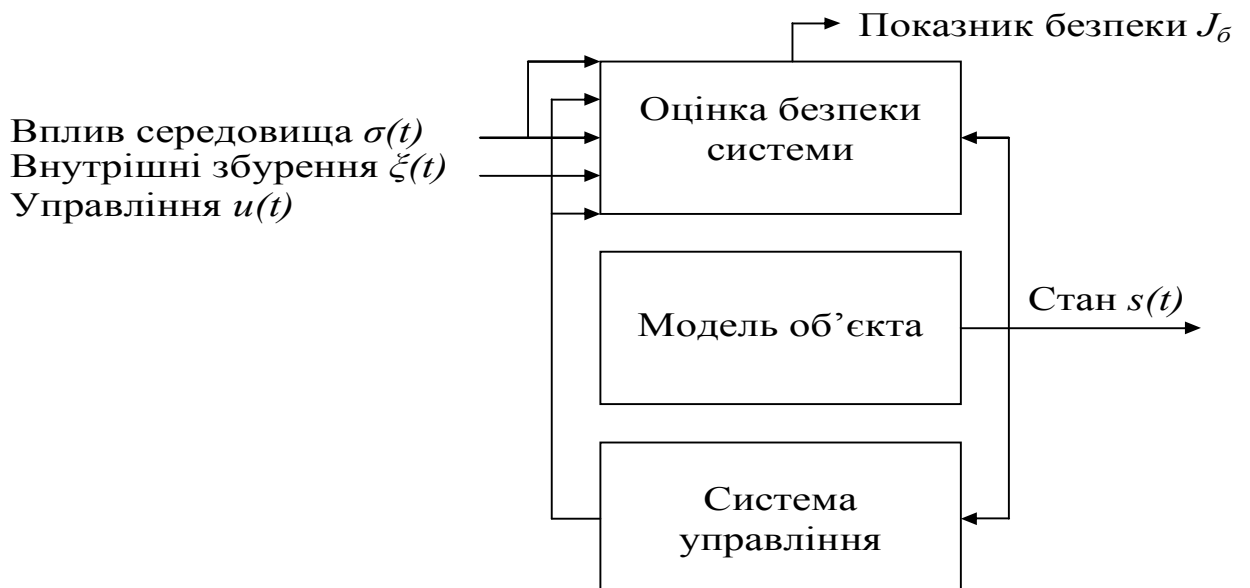 Показник безпеки Jб
Оцінка безпеки
системи
Вплив середовища σ(t)
Внутрішні збурення ξ(t)
Управління u(t)
Модель об’єкта
Стан s(t)
Система
управління